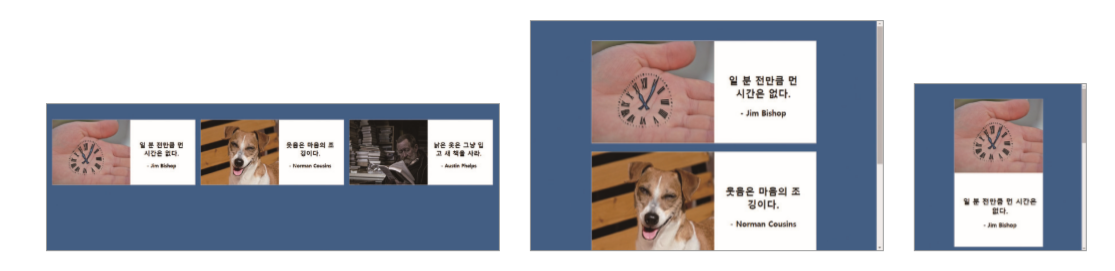 일 분 전만큼 먼
시간은 없다.
- Jim Bishop
웃음은 마음의 조
깅이다.
- Norman Cousins
낡은 옷은 그냥 입
고 새 책을 사라.
- Austin Phelps
일 분 전만큼 먼
시간은 없다.
- Jim Bishop
웃음은 마음의 조
깅이다.
- Norman Cousins
일 분 전만큼 먼 시간은
없다.
- Jim Bishop